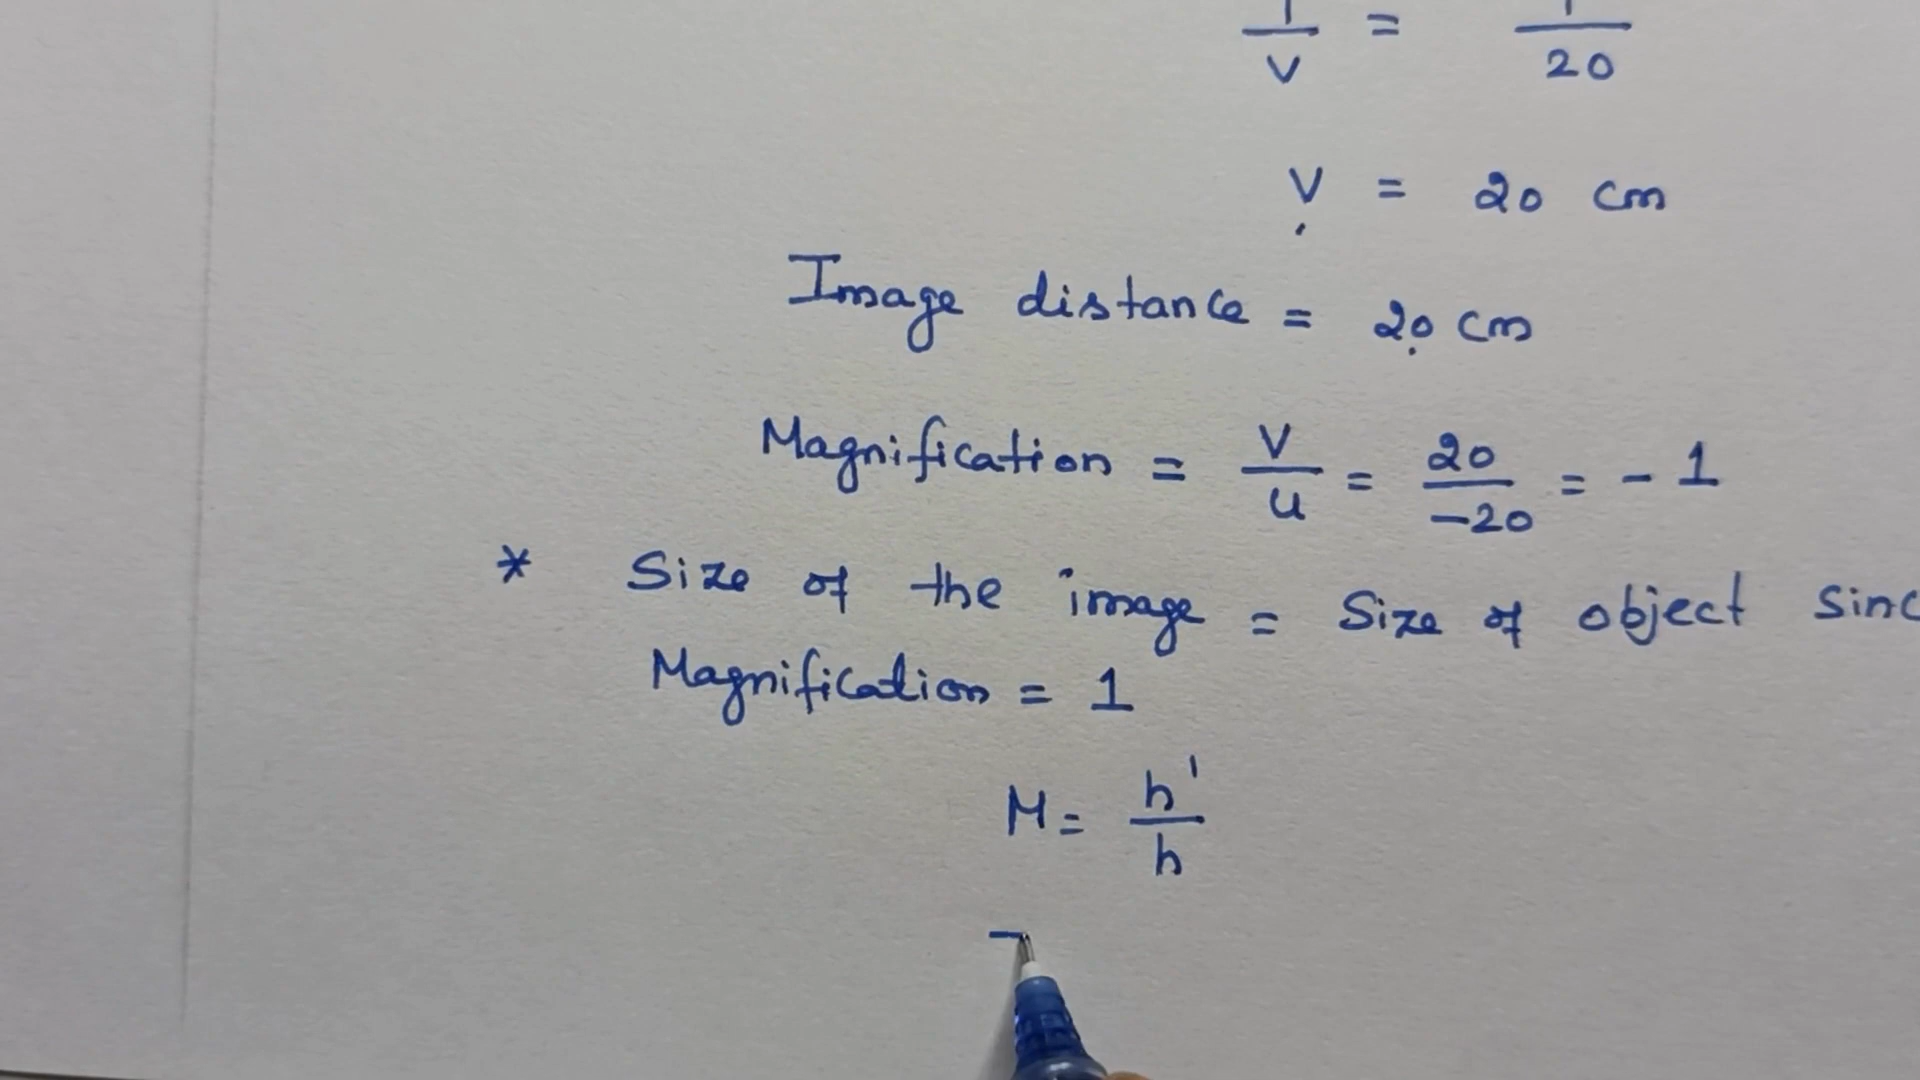 1/V = 1/20
V = 20 cm
Image distance = 20 cm
Magnification = V/u = 20/-20 = - 1
* Size of the image = Size of object sinc
Magnification = 1
M = h'/h
-